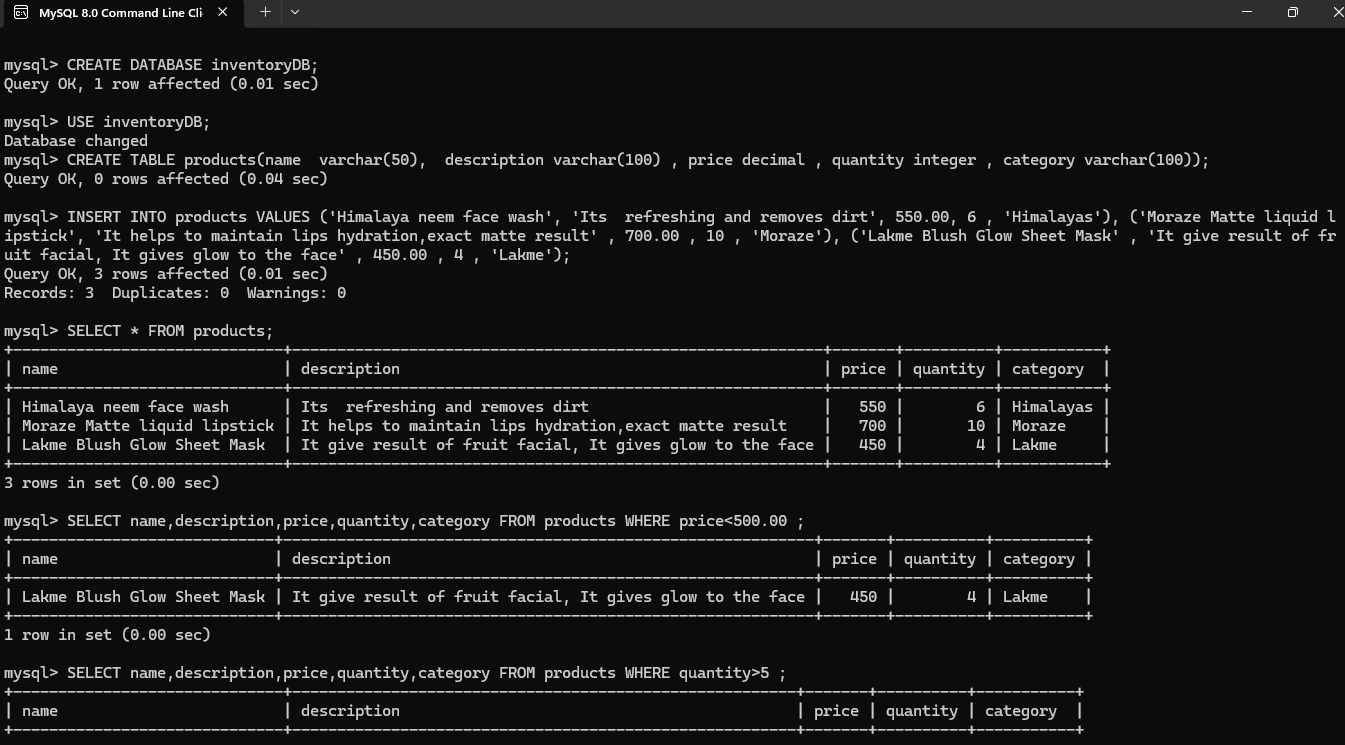 MySQL 8.0 Command Line Cli
mysql> CREATE DATABASE inventoryDB;
Query OK, 1 row affected (0.01 sec)
mysql> USE inventoryDB;
Database changed
mysql> CREATE TABLE products(name  varchar(50),  description varchar(100) , price decimal , quantity integer , category varchar(100));
Query OK, 0 rows affected (0.04 sec)
mysql> INSERT INTO products VALUES ('Himalaya neem face wash', 'Its  refreshing and removes dirt', 550.00, 6 , 'Himalayas'), ('Moraze Matte liquid l
ipstick', 'It helps to maintain lips hydration,exact matte result' , 700.00 , 10 , 'Moraze'), ('Lakme Blush Glow Sheet Mask' , 'It give result of fr
uit facial, It gives glow to the face' , 450.00 , 4 , 'Lakme');
Query OK, 3 rows affected (0.01 sec)
Records: 3  Duplicates: 0  Warnings: 0
mysql> SELECT * FROM products;
| name | description | price | quantity | category |
| Himalaya neem face wash | Its  refreshing and removes dirt | 550 | 6 | Himalayas |
| Moraze Matte liquid lipstick | It helps to maintain lips hydration,exact matte result | 700 | 10 | Moraze |
| Lakme Blush Glow Sheet Mask | It give result of fruit facial, It gives glow to the face | 450 | 4 | Lakme |
3 rows in set (0.00 sec)
mysql> SELECT name,description,price,quantity,category FROM products WHERE price<500.00 ;
| name | description | price | quantity | category |
| Lakme Blush Glow Sheet Mask | It give result of fruit facial, It gives glow to the face | 450 | 4 | Lakme |
1 row in set (0.00 sec)
mysql> SELECT name,description,price,quantity,category FROM products WHERE quantity>5 ;
| name | description | price | quantity | category |